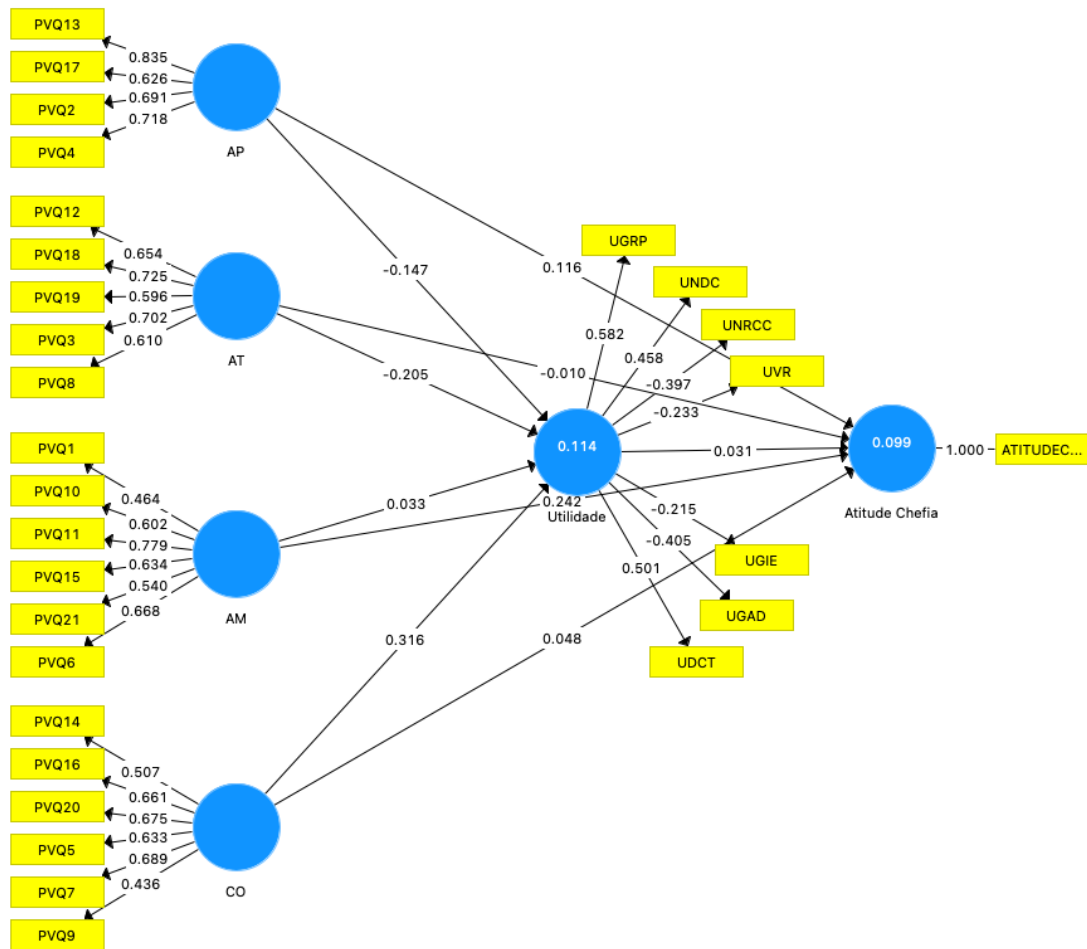 PVQ13
PVQ17
PVQ2
PVQ4
0.835
0.626
0.691
0.718
AP
PVQ12
PVQ18
PVQ19
PVQ3
PVQ8
0.654
0.725
0.596
0.702
0.610
AT
PVQ1
PVQ10
PVQ11
PVQ15
PVQ21
PVQ6
0.464
0.602
0.779
0.634
0.540
0.668
AM
PVQ14
PVQ16
PVQ20
PVQ5
PVQ7
PVQ9
0.507
0.661
0.675
0.633
0.689
0.436
CO
-0.147
-0.205
0.033
0.316
0.116
-0.010
0.242
0.048
UGRP
UNDC
UNRCC
UVR
0.582
0.458
-0.397
-0.233
0.114
Utilidade
0.031
-0.215
-0.405
0.501
UGIE
UGAD
UDCT
0.099
Atitude Chefia
1.000
ATITUDEC...